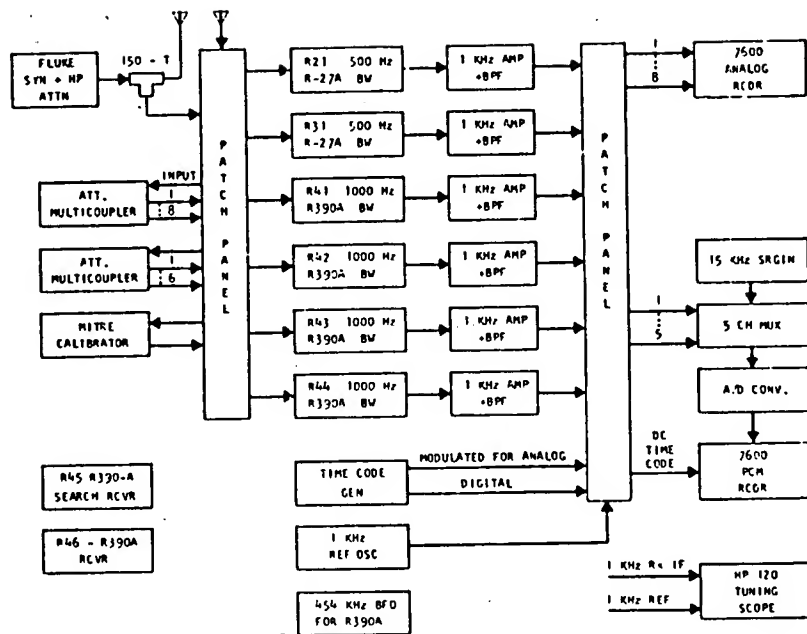 FLUKE
SYN + HP
ATTN
150 - T
PATCH PANEL
R21 500 Hz
R-27A BW
1 KHz AMP
+BPF
R31 500 Hz
R-27A BW
1 KHz AMP
+BPF
R41 1000 Hz
R390A BW
1 KHz AMP
+BPF
R42 1000 Hz
R390A BW
1 KHz AMP
+BPF
R43 1000 Hz
R390A BW
1 KHz AMP
+BPF
R44 1000 Hz
R390A BW
1 KHz AMP
+BPF
PATCH PANEL
1
8
7500
ANALOG
RCDR
INPUT
1
8
ATT.
MULTICOUPLER
1
6
ATT.
MULTICOUPLER
MITRE
CALIBRATOR
15 KHz SRGIN
1
5
5 CH MUX
A/D CONV.
DC
TIME
CODE
7600
PCM
RCGR
R45 R390-A
SEARCH RCVR
R46 - R390A
RCVR
TIME CODE
GEN
MODULATED FOR ANALOG
DIGITAL
1 KHz
REF OSC
454 KHz BFO
FOR R390A
1 KHz Rx IF
1 KHz REF
HP 120
TUNING
SCOPE